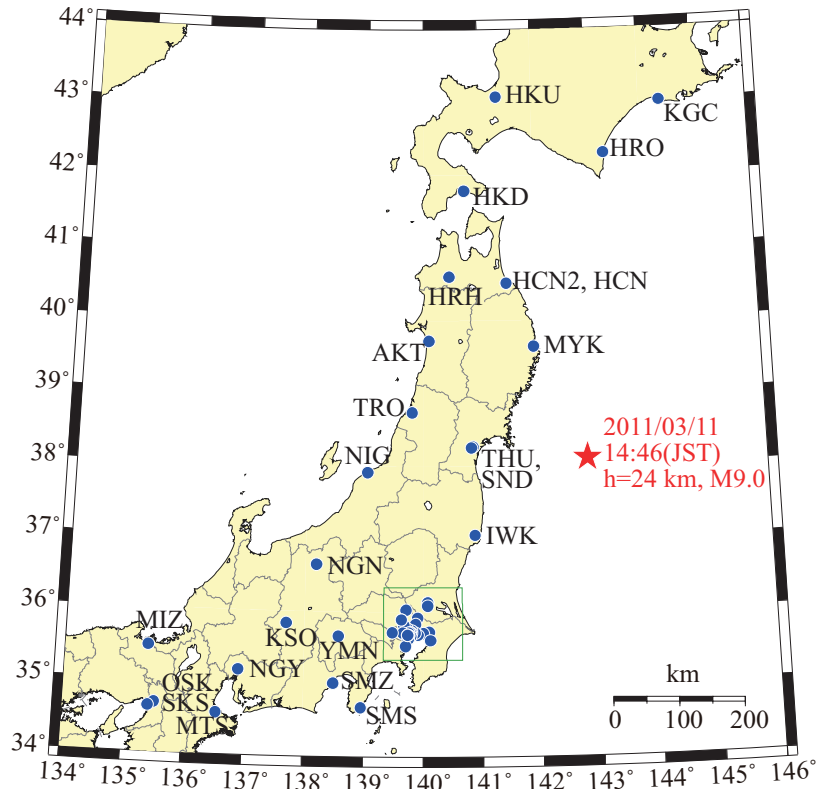 44°
HKU
43°
KGC
HRO
42°
HKD
41°
HCN2, HCN
HRH
40°
AKT
MYK
39°
TRO
2011/03/11
14:46(JST)
h=24 km, M9.0
38°
NIG
THU,
SND
37°
IWK
NGN
36°
MIZ
KSO
YMN
35°
NGY
OSK,
SKS,
SMZ
km
MTS
SMS
0 100 200
34°
134° 135° 136° 137° 138° 139° 140° 141° 142° 143° 144° 145° 146°